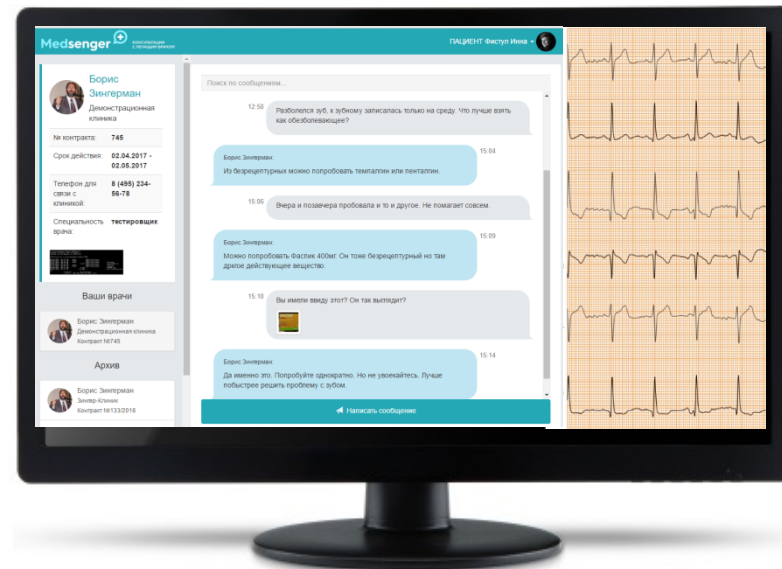 Medsenger
КОНСУЛЬТАЦИИ
С ЛЕЧАЩИМ ВРАЧОМ
ПАЦИЕНТ Фистул Инна
Борис
Зингерман
Демонстрационная
клиника
№ контракта: 745
Срок действия: 02.04.2017 -
02.05.2017
Телефон для
связи с
клиникой:
8 (495) 234-
56-78
Специальность
врача:
тестировщик
Ваши врачи
Борис Зингерман
Демонстрационная клиника
Контракт №745
Архив
Борис Зингерман
Зингер-Клиник
Контракт №133/2016
Поиск по сообщениям...
12:58
Разболелся зуб, к зубному записалась только на среду. Что лучше взять
как обезболевающее?
15:04
Борис Зингерман:
Из безрецептурных можно попробовать темпалгин или пенталгин.
15:06
Вчера и позавчера пробовала и то и другое. Не помагает совсем.
15:09
Борис Зингерман:
Можно попробовать Фаспик 400мг. Он тоже безрецептурный но там
другое действующее вещество.
15:10
Вы имели ввиду этот? Он так выглядит?
15:14
Борис Зингерман:
Да именно это. Попробуйте однократно. Но не увоекайтесь. Лучше
побыстрее решить проблему с зубом.
Написать сообщение